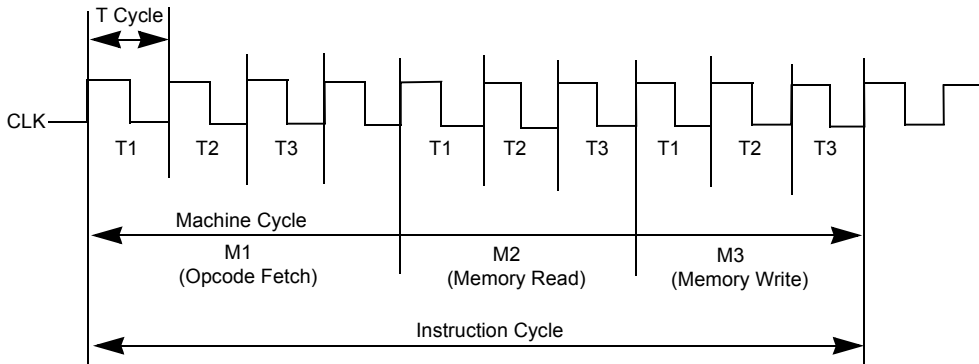 T Cycle
CLK
T1 T2 T3 T1 T2 T3 T1 T2 T3
Machine Cycle
M1 M2 M3
(Opcode Fetch) (Memory Read) (Memory Write)
Instruction Cycle